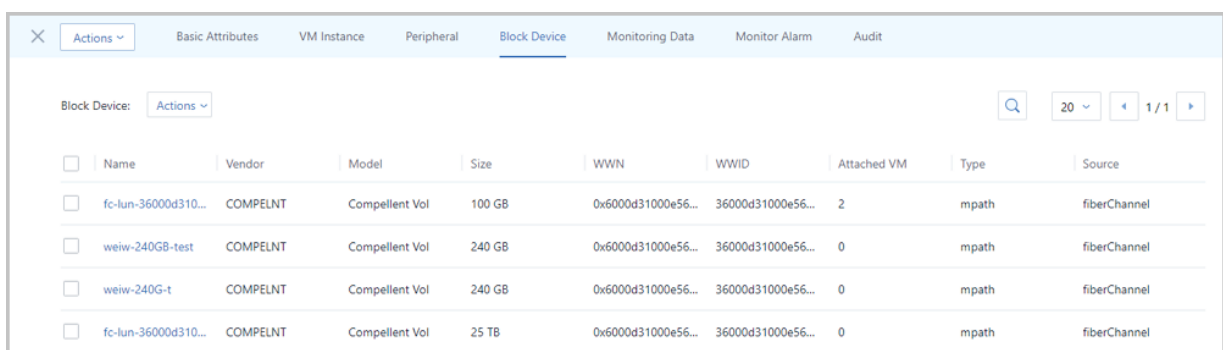 Actions Basic Attributes VM Instance Peripheral Block Device Monitoring Data Monitor Alarm Audit
Block Device: Actions 20 1 / 1
Name Vendor Model Size WWN WWID Attached VM Type Source
fc-lun-36000d310... COMPELNT Compellent Vol 100 GB 0x6000d31000e56... 36000d31000e56... 2 mpath fiberChannel
weiw-240GB-test COMPELNT Compellent Vol 240 GB 0x6000d31000e56... 36000d31000e56... 0 mpath fiberChannel
weiw-240G-t COMPELNT Compellent Vol 240 GB 0x6000d31000e56... 36000d31000e56... 0 mpath fiberChannel
fc-lun-36000d310... COMPELNT Compellent Vol 25 TB 0x6000d31000e56... 36000d31000e56... 0 mpath fiberChannel